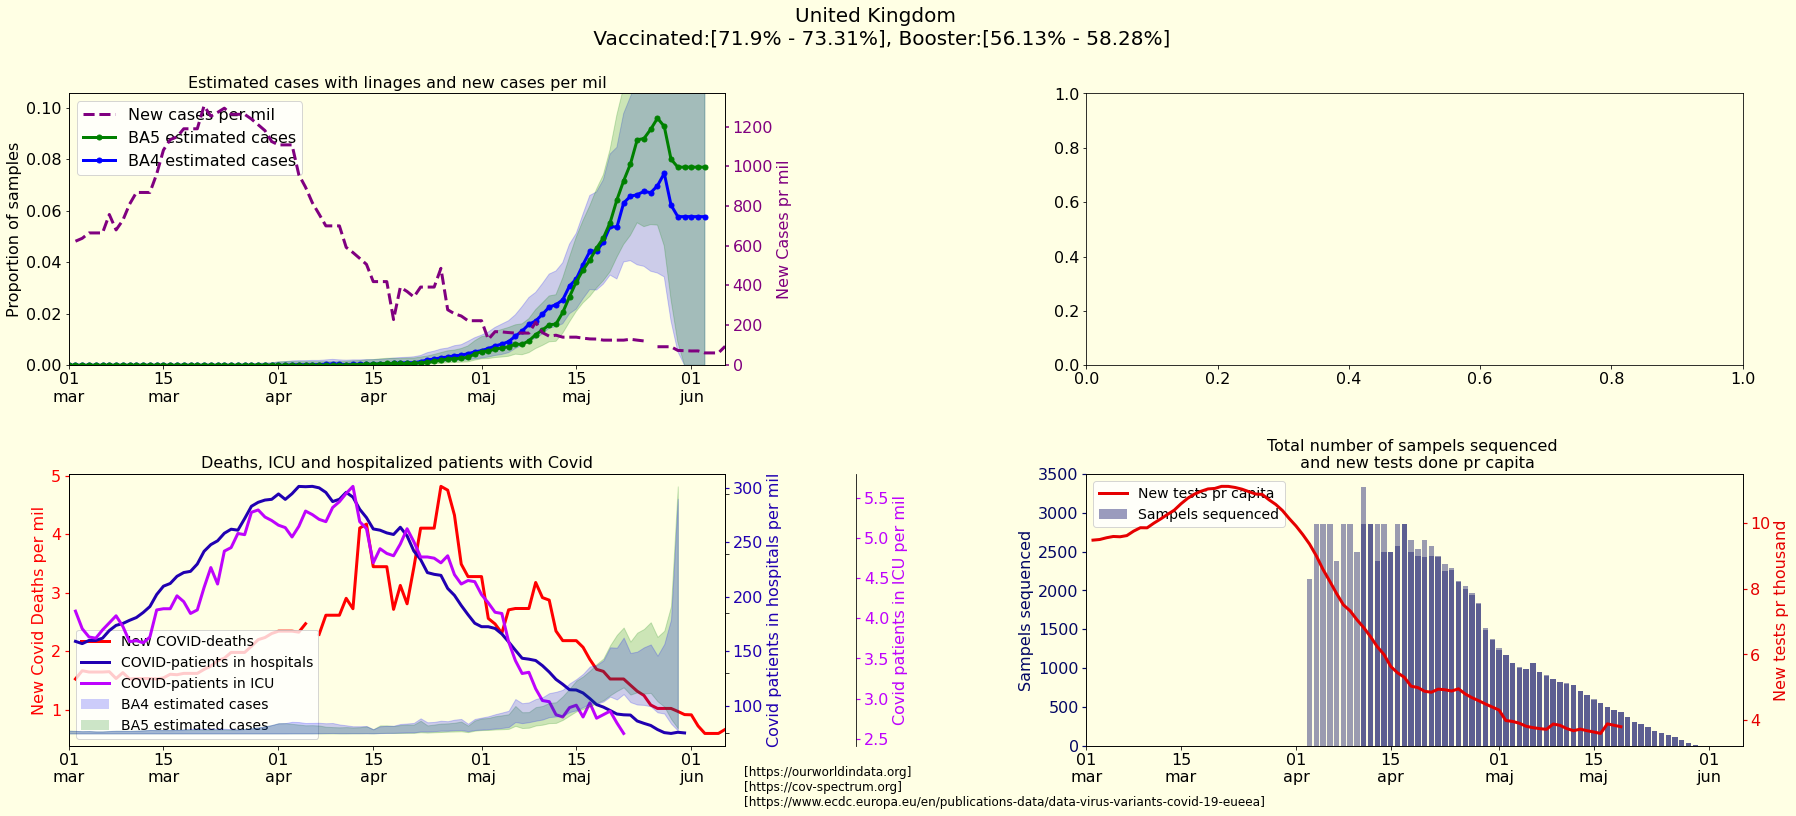 United Kingdom
Vaccinated:[71.9% - 73.31%], Booster:[56.13% - 58.28%]
Estimated cases with linages and new cases per mil
New cases per mil
BA5 estimated cases
BA4 estimated cases
Proportion of samples
0.10
0.08
0.06
0.04
0.02
0.00
New Cases pr mil
1200
1000
800
600
400
200
0
01 15 01 15 01 15 01
mar mar apr apr maj maj jun
1.0
0.8
0.6
0.4
0.2
0.0
0.0 0.2 0.4 0.6 0.8 1.0
Deaths, ICU and hospitalized patients with Covid
New Covid Deaths per mil
5
4
3
2
1
New COVID-deaths
COVID-patients in hospitals
COVID-patients in ICU
BA4 estimated cases
BA5 estimated cases
300
250
200
150
100
Covid patients in hospitals per mil
5.5
5.0
4.5
4.0
3.5
3.0
2.5
Covid patients in ICU per mil
01 15 01 15 01 15 01
mar mar apr apr maj maj jun
Total number of sampels sequenced
and new tests done pr capita
New tests pr capita
Sampels sequenced
Sampels sequenced
3500
3000
2500
2000
1500
1000
500
0
10
8
6
4
New tests pr thousand
01 15 01 15 01 15 01
mar mar apr apr maj maj jun
[https://ourworldindata.org]
[https://cov-spectrum.org]
[https://www.ecdc.europa.eu/en/publications-data/data-virus-variants-covid-19-eueea]